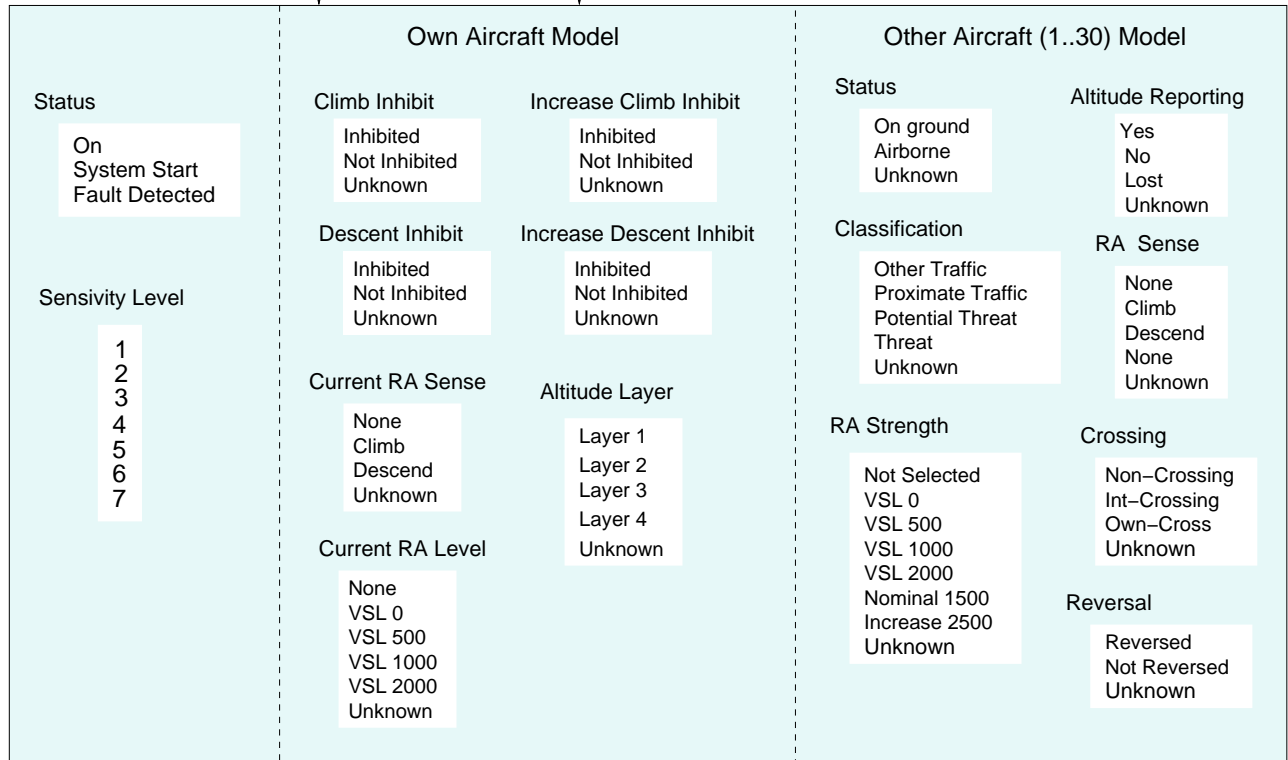 Status
On
System Start
Fault Detected
Sensivity Level
1
2
3
4
5
6
7
Own Aircraft Model
Climb Inhibit
Inhibited
Not Inhibited
Unknown
Increase Climb Inhibit
Inhibited
Not Inhibited
Unknown
Descent Inhibit
Inhibited
Not Inhibited
Unknown
Increase Descent Inhibit
Inhibited
Not Inhibited
Unknown
Current RA Sense
None
Climb
Descend
Unknown
Altitude Layer
Layer 1
Layer 2
Layer 3
Layer 4
Unknown
Current RA Level
None
VSL 0
VSL 500
VSL 1000
VSL 2000
Unknown
Other Aircraft (1..30) Model
Status
On ground
Airborne
Unknown
Altitude Reporting
Yes
No
Lost
Unknown
Classification
Other Traffic
Proximate Traffic
Potential Threat
Threat
Unknown
RA Sense
None
Climb
Descend
None
Unknown
RA Strength
Not Selected
VSL 0
VSL 500
VSL 1000
VSL 2000
Nominal 1500
Increase 2500
Unknown
Crossing
Non−Crossing
Int−Crossing
Own−Cross
Unknown
Reversal
Reversed
Not Reversed
Unknown